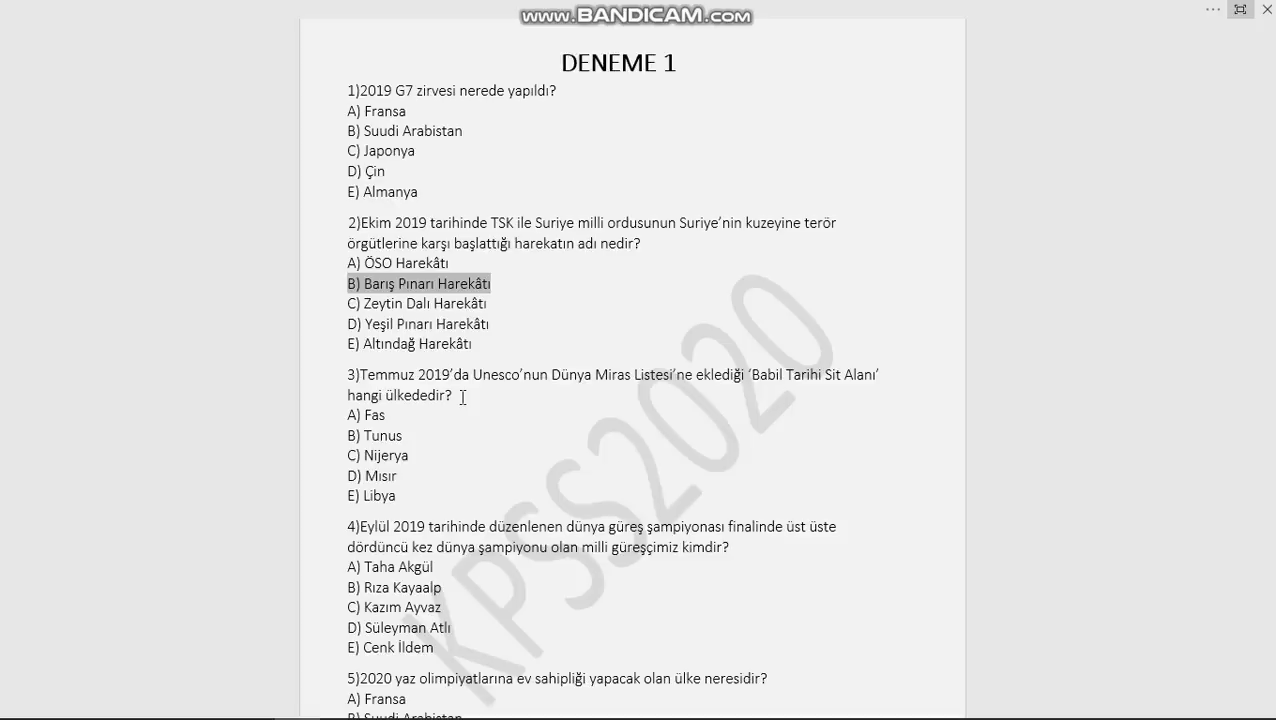 www.BANDICAM.com
DENEME 1
1)2019 G7 zirvesi nerede yapıldı?
A) Fransa
B) Suudi Arabistan
C) Japonya
D) Çin
E) Almanya
2)Ekim 2019 tarihinde TSK ile Suriye milli ordusunun Suriye’nin kuzeyine terör
örgütlerine karşı başlattığı harekatın adı nedir?
A) ÖSO Harekâtı
B) Barış Pınarı Harekâtı
C) Zeytin Dalı Harekâtı
D) Yeşil Pınarı Harekâtı
E) Altındağ Harekâtı
3)Temmuz 2019’da Unesco’nun Dünya Miras Listesi’ne eklediği ‘Babil Tarihi Sit Alanı’
hangi ülkededir?
A) Fas
B) Tunus
C) Nijerya
D) Mısır
E) Libya
4)Eylül 2019 tarihinde düzenlenen dünya güreş şampiyonası finalinde üst üste
dördüncü kez dünya şampiyonu olan milli güreşçimiz kimdir?
A) Taha Akgül
B) Rıza Kayaalp
C) Kazım Ayvaz
D) Süleyman Atlı
E) Cenk İldem
5)2020 yaz olimpiyatlarına ev sahipliği yapacak olan ülke neresidir?
A) Fransa
B) Suudi Arabistan
KPSS2020